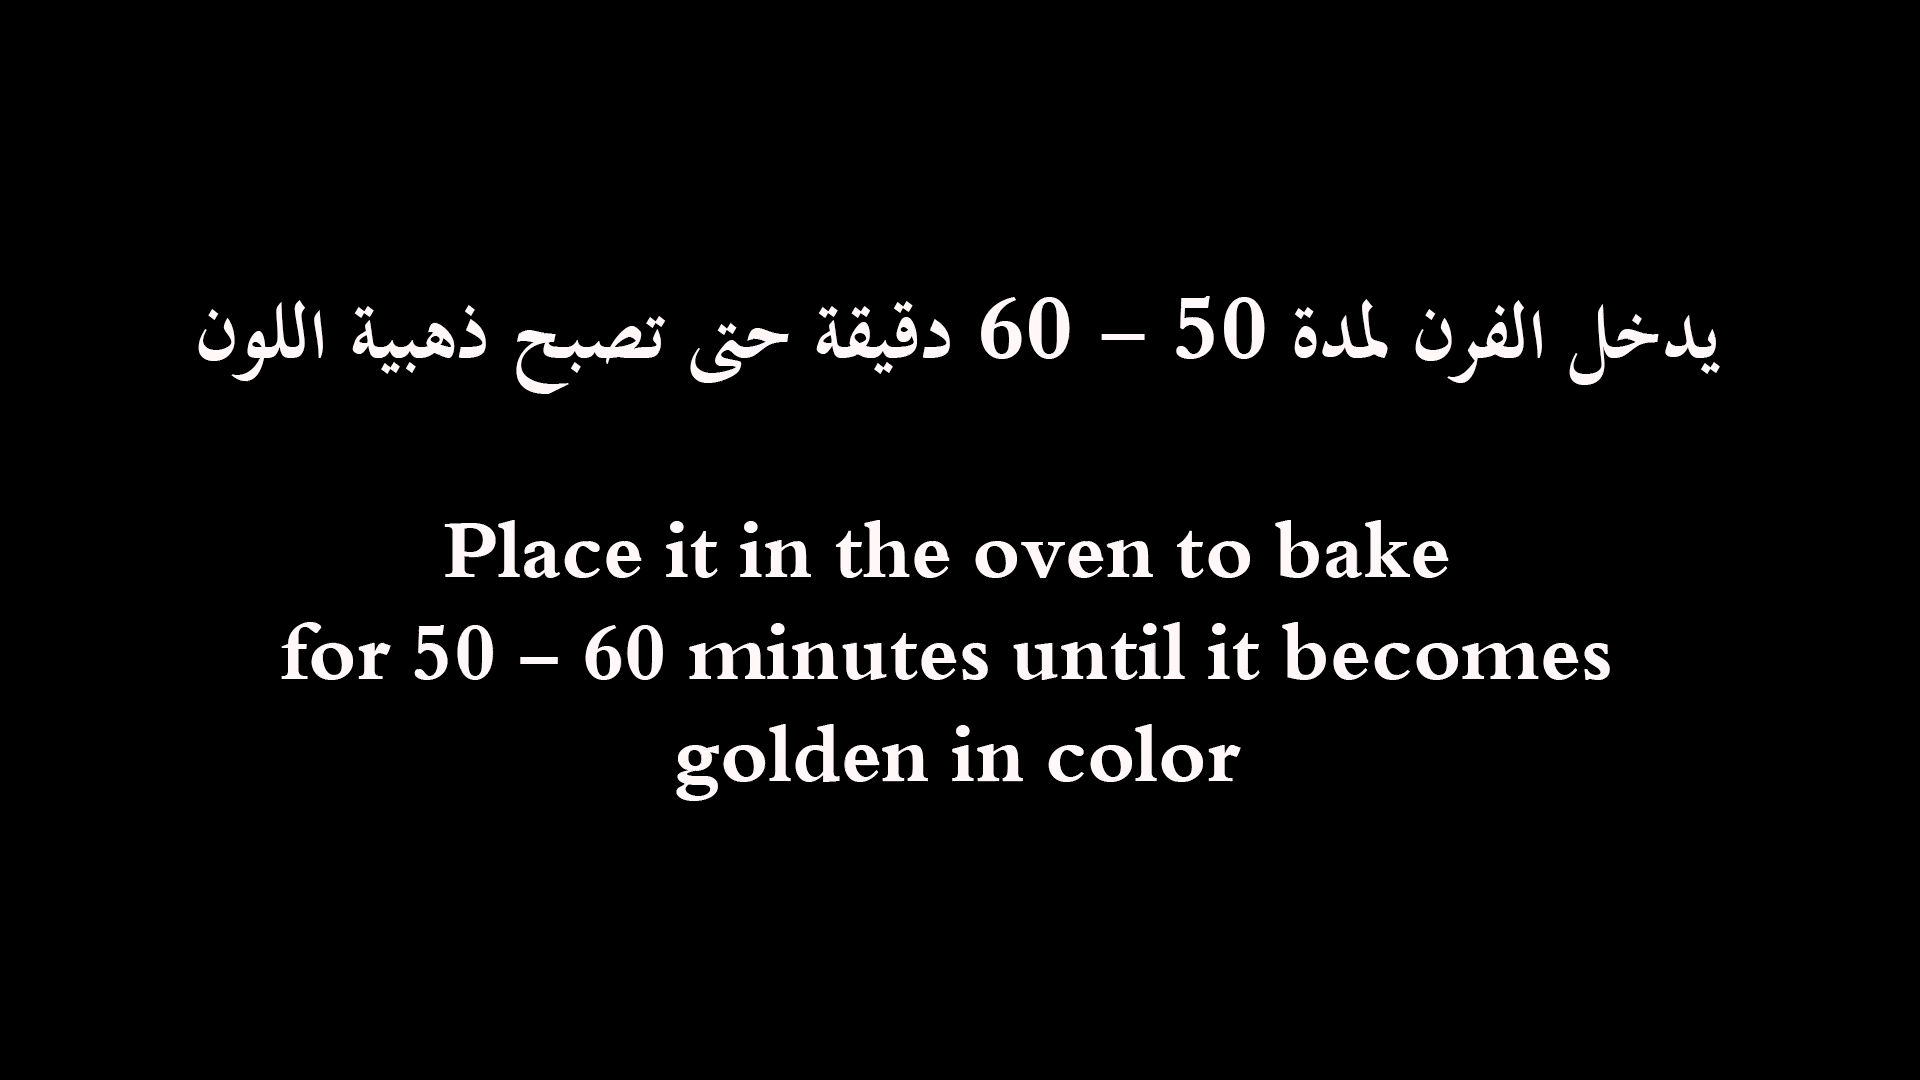 يدخل الفرن لمدة 50 – 60 دقيقة حتى تصبح ذهبية اللون
Place it in the oven to bake
for 50 – 60 minutes until it becomes
golden in color